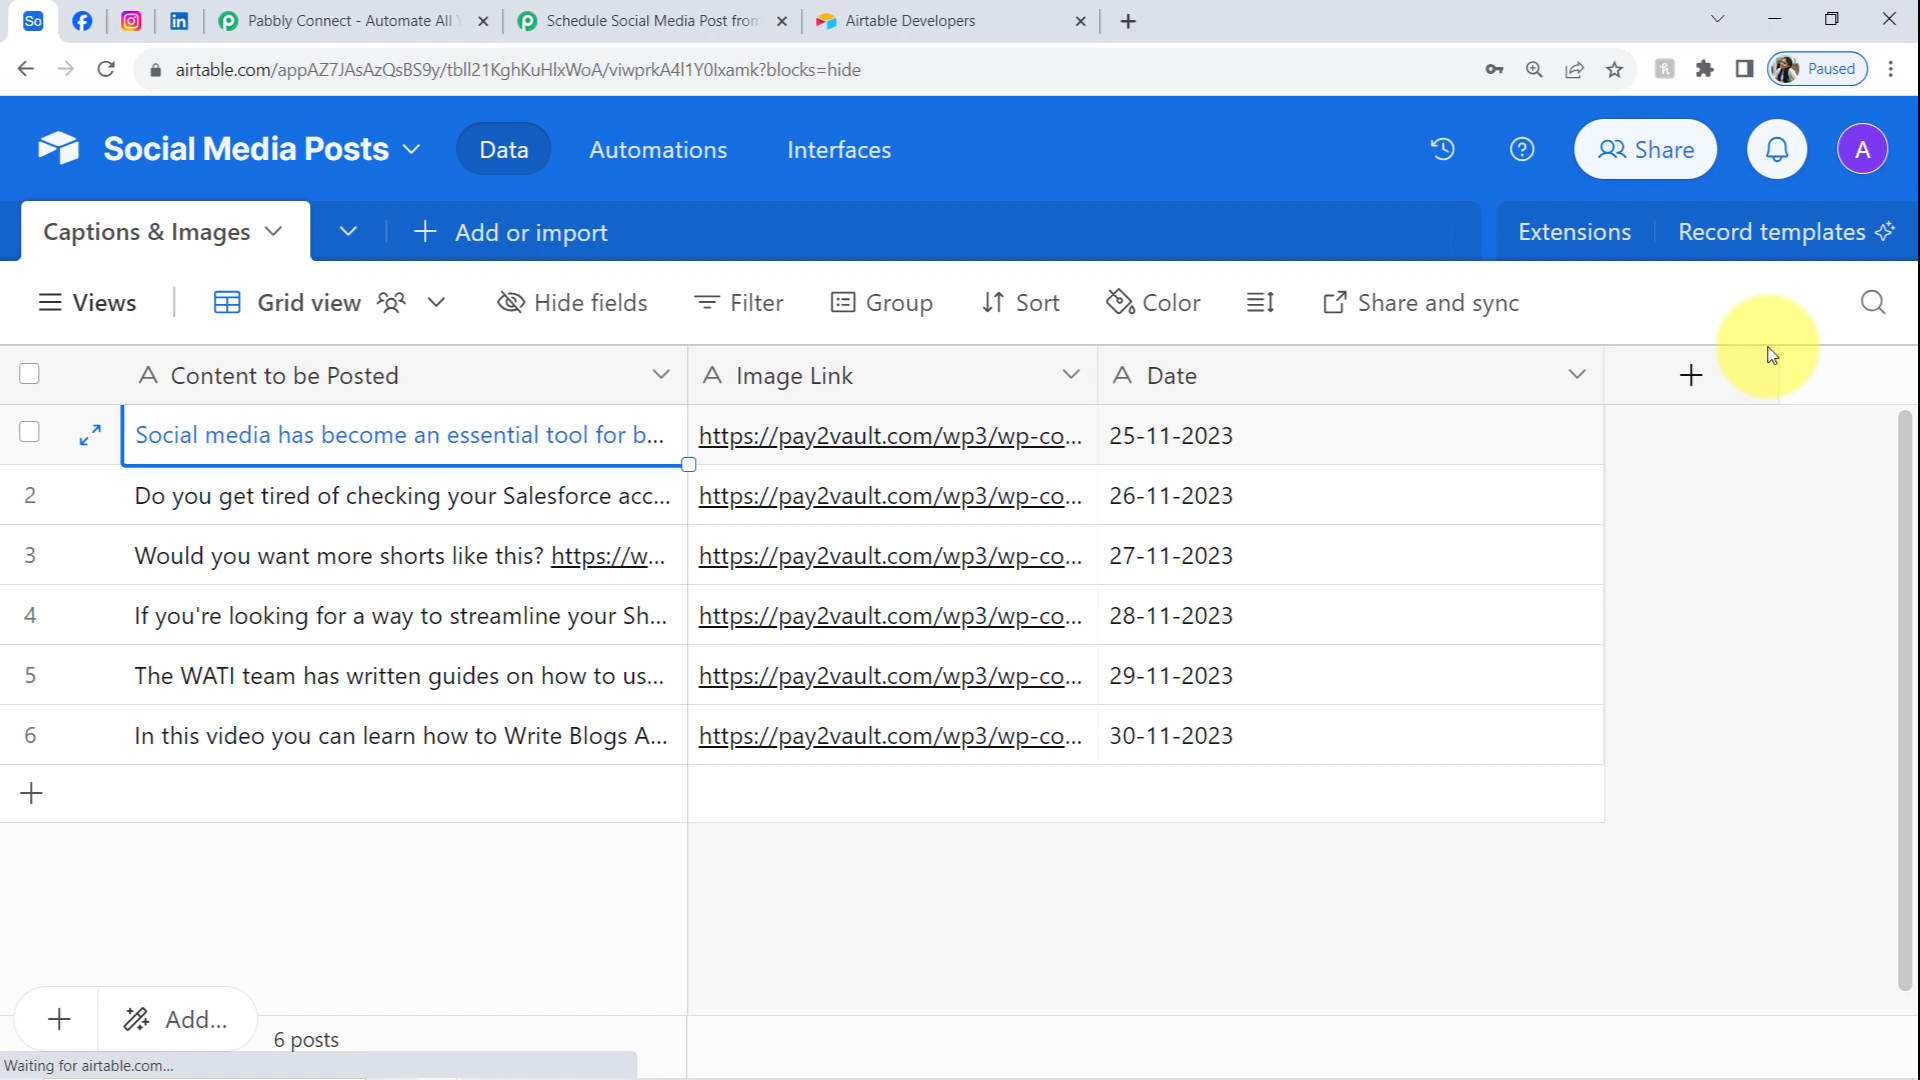 So
Pabbly Connect - Automate All
Schedule Social Media Post from
Airtable Developers
airtable.com/appAZ7JAsAzQsBS9y/tbll21KghKuHlxWoA/viwprkA4l1Y0Ixamk?blocks=hide
Paused
Social Media Posts
Data
Automations
Interfaces
Share
A
Captions & Images
Add or import
Extensions
Record templates
Views
Grid view
Hide fields
Filter
Group
Sort
Color
Share and sync
Content to be Posted
Image Link
Date
Social media has become an essential tool for b... https://pay2vault.com/wp3/wp-co... 25-11-2023
2 Do you get tired of checking your Salesforce acc... https://pay2vault.com/wp3/wp-co... 26-11-2023
3 Would you want more shorts like this? https://w... https://pay2vault.com/wp3/wp-co... 27-11-2023
4 If you're looking for a way to streamline your Sh... https://pay2vault.com/wp3/wp-co... 28-11-2023
5 The WATI team has written guides on how to us... https://pay2vault.com/wp3/wp-co... 29-11-2023
6 In this video you can learn how to Write Blogs A... https://pay2vault.com/wp3/wp-co... 30-11-2023
Add...
6 posts
Waiting for airtable.com...